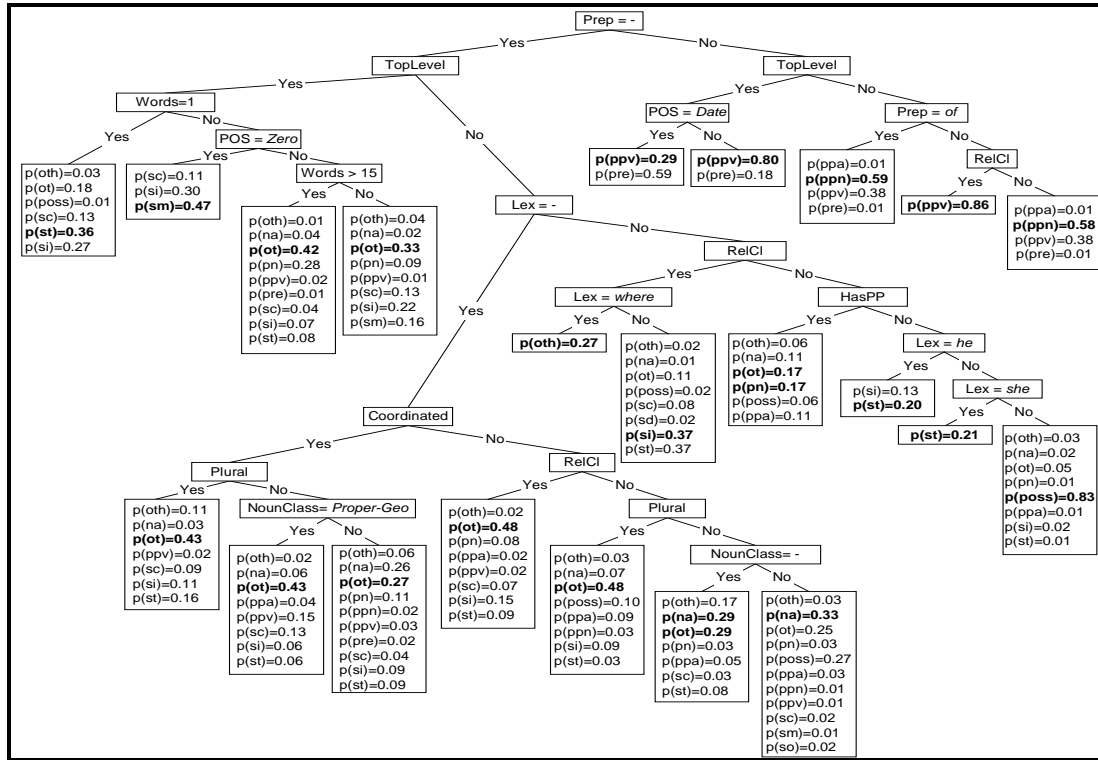 Prep = -
Yes
No
TopLevel
TopLevel
Yes
No
Yes
No
Words=1
POS = Date
Prep = of
Yes
No
Yes
No
Yes
No
POS = Zero
RelCl
p(oth)=0.03
p(ot)=0.18
p(poss)=0.01
p(sc)=0.13
p(st)=0.36
p(si)=0.27
Yes
No
p(sc)=0.11
p(si)=0.30
p(sm)=0.47
Words > 15
Yes
No
p(oth)=0.01
p(na)=0.04
p(ot)=0.42
p(pn)=0.28
p(ppv)=0.02
p(pre)=0.01
p(sc)=0.04
p(si)=0.07
p(st)=0.08
p(oth)=0.04
p(na)=0.02
p(ot)=0.33
p(pn)=0.09
p(ppv)=0.01
p(sc)=0.13
p(si)=0.22
p(sm)=0.16
p(ppv)=0.29
p(pre)=0.59
p(ppv)=0.80
p(pre)=0.18
p(ppa)=0.01
p(ppn)=0.59
p(ppv)=0.38
p(pre)=0.01
Yes
No
p(ppv)=0.86
p(ppa)=0.01
p(ppn)=0.58
p(ppv)=0.38
p(pre)=0.01
Lex = -
Yes
No
RelCl
Yes
No
Lex = where
HasPP
Yes
No
Yes
No
p(oth)=0.27
p(oth)=0.02
p(na)=0.01
p(ot)=0.11
p(poss)=0.02
p(sc)=0.08
p(sd)=0.02
p(si)=0.37
p(st)=0.37
p(oth)=0.06
p(na)=0.11
p(ot)=0.17
p(pn)=0.17
p(poss)=0.06
p(ppa)=0.11
Lex = he
Yes
No
p(si)=0.13
p(st)=0.20
Lex = she
Yes
No
p(st)=0.21
p(oth)=0.03
p(na)=0.02
p(ot)=0.05
p(pn)=0.01
p(poss)=0.83
p(ppa)=0.01
p(si)=0.02
p(st)=0.01
Coordinated
Yes
No
Plural
RelCl
Yes
No
Yes
No
p(oth)=0.11
p(na)=0.03
p(ot)=0.43
p(ppv)=0.02
p(sc)=0.09
p(si)=0.11
p(st)=0.16
NounClass= Proper-Geo
Yes
No
p(oth)=0.02
p(na)=0.06
p(ot)=0.43
p(ppa)=0.04
p(ppv)=0.15
p(sc)=0.13
p(si)=0.06
p(st)=0.06
p(oth)=0.06
p(na)=0.26
p(ot)=0.27
p(pn)=0.11
p(ppn)=0.02
p(ppv)=0.03
p(pre)=0.02
p(sc)=0.04
p(si)=0.09
p(st)=0.09
p(oth)=0.02
p(ot)=0.48
p(pn)=0.08
p(ppa)=0.02
p(ppv)=0.02
p(sc)=0.07
p(si)=0.15
p(st)=0.09
Plural
Yes
No
p(oth)=0.03
p(na)=0.07
p(ot)=0.48
p(poss)=0.10
p(ppa)=0.09
p(ppn)=0.03
p(si)=0.09
p(st)=0.03
NounClass= -
Yes
No
p(oth)=0.17
p(na)=0.29
p(ot)=0.29
p(pn)=0.03
p(ppa)=0.05
p(sc)=0.03
p(st)=0.08
p(oth)=0.03
p(na)=0.33
p(ot)=0.25
p(pn)=0.03
p(poss)=0.27
p(ppa)=0.03
p(ppn)=0.01
p(ppv)=0.01
p(sc)=0.02
p(sm)=0.01
p(so)=0.02